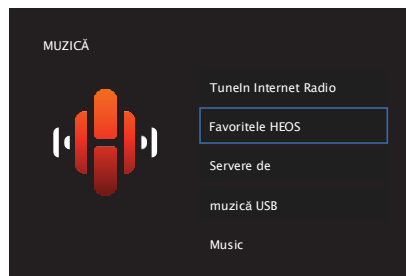 MUZICĂ
TuneIn Internet Radio
Favoritele HEOS
Servere de
muzică USB
Music